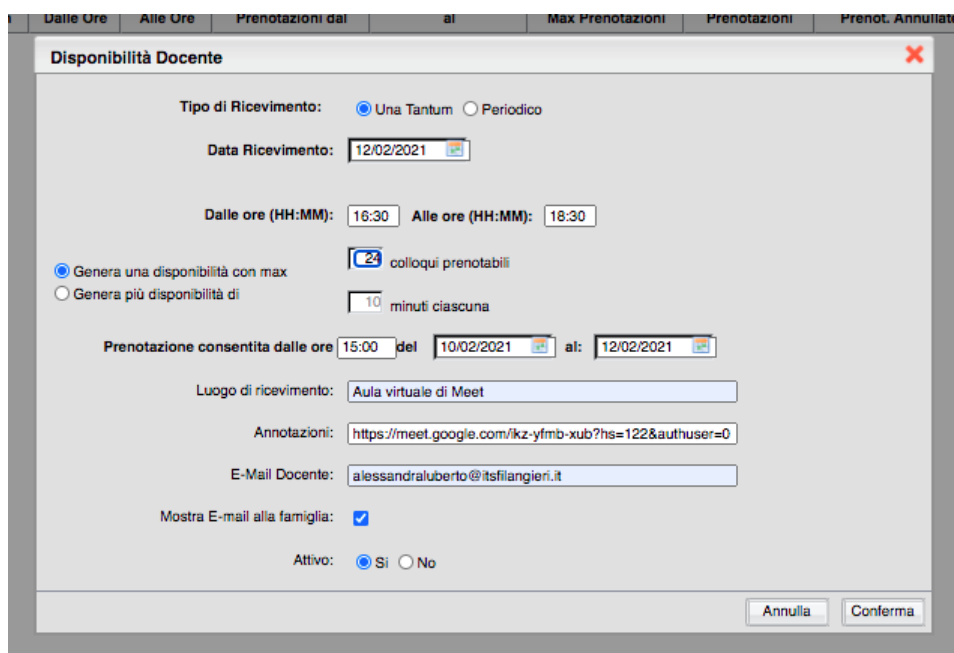 Dalle Ore Alle Ore Prenotazioni dal al Max Prenotazioni Prenotazioni Prenot. Annullate
Disponibilità Docente
Tipo di Ricevimento: Una Tantum Periodico
Data Ricevimento: 12/02/2021
Dalle ore (HH:MM): 16:30 Alle ore (HH:MM): 18:30
Genera una disponibilità con max 24 colloqui prenotabili
Genera più disponibilità di 10 minuti ciascuna
Prenotazione consentita dalle ore 15:00 del 10/02/2021 al: 12/02/2021
Luogo di ricevimento: Aula virtuale di Meet
Annotazioni: https://meet.google.com/ikz-yfmb-xub?hs=122&authuser=0
E-Mail Docente: alessandraluberto@itsfilangieri.it
Mostra E-mail alla famiglia:
Attivo: Si No
Annulla Conferma